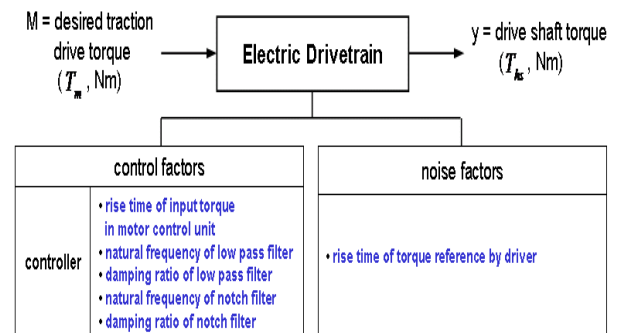 M = desired traction
drive torque
(T_m, Nm)
Electric Drivetrain
y = drive shaft torque
(T_hs, Nm)
control factors
controller
• rise time of input torque
in motor control unit
• natural frequency of low pass filter
• damping ratio of low pass filter
• natural frequency of notch filter
• damping ratio of notch filter
noise factors
• rise time of torque reference by driver